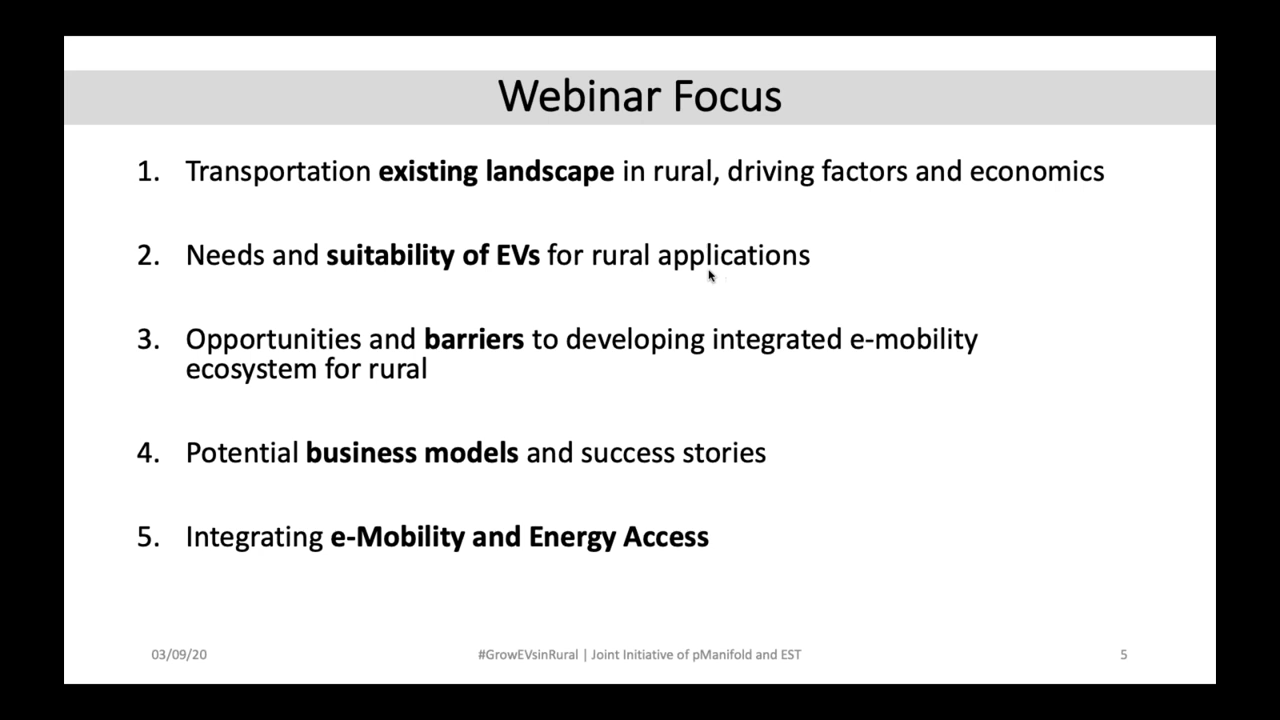 Webinar Focus
1. Transportation existing landscape in rural, driving factors and economics
2. Needs and suitability of EVs for rural applications
3. Opportunities and barriers to developing integrated e-mobility
ecosystem for rural
4. Potential business models and success stories
5. Integrating e-Mobility and Energy Access
03/09/20
#GrowEVsinRural | Joint Initiative of pManifold and EST
5